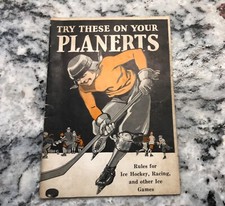 TRY THESE ON YOUR
PLANERTS
Rules for
Ice Hockey, Racing,
and other Ice
Games